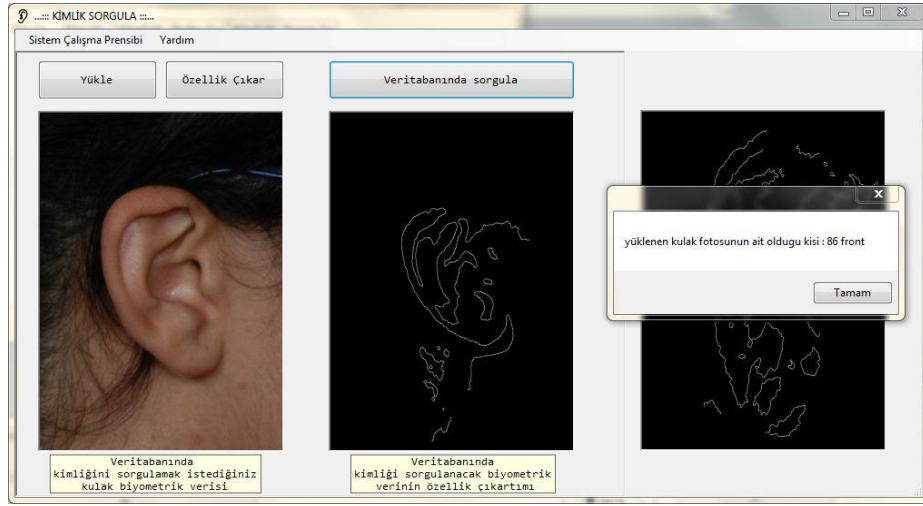 ...::: KİMLİK SORGULA :::...
Sistem Çalışma Prensibi Yardım
Yükle
Özellik Çıkar
Veritabanında sorgula
yüklenen kulak fotosunun ait oldugu kisi : 86 front
Tamam
Veritabanında
kimliğini sorgulamak istediğiniz
kulak biyometrik verisi
Veritabanında
kimliği sorgulanacak biyometrik
verinin özellik çıkartımı